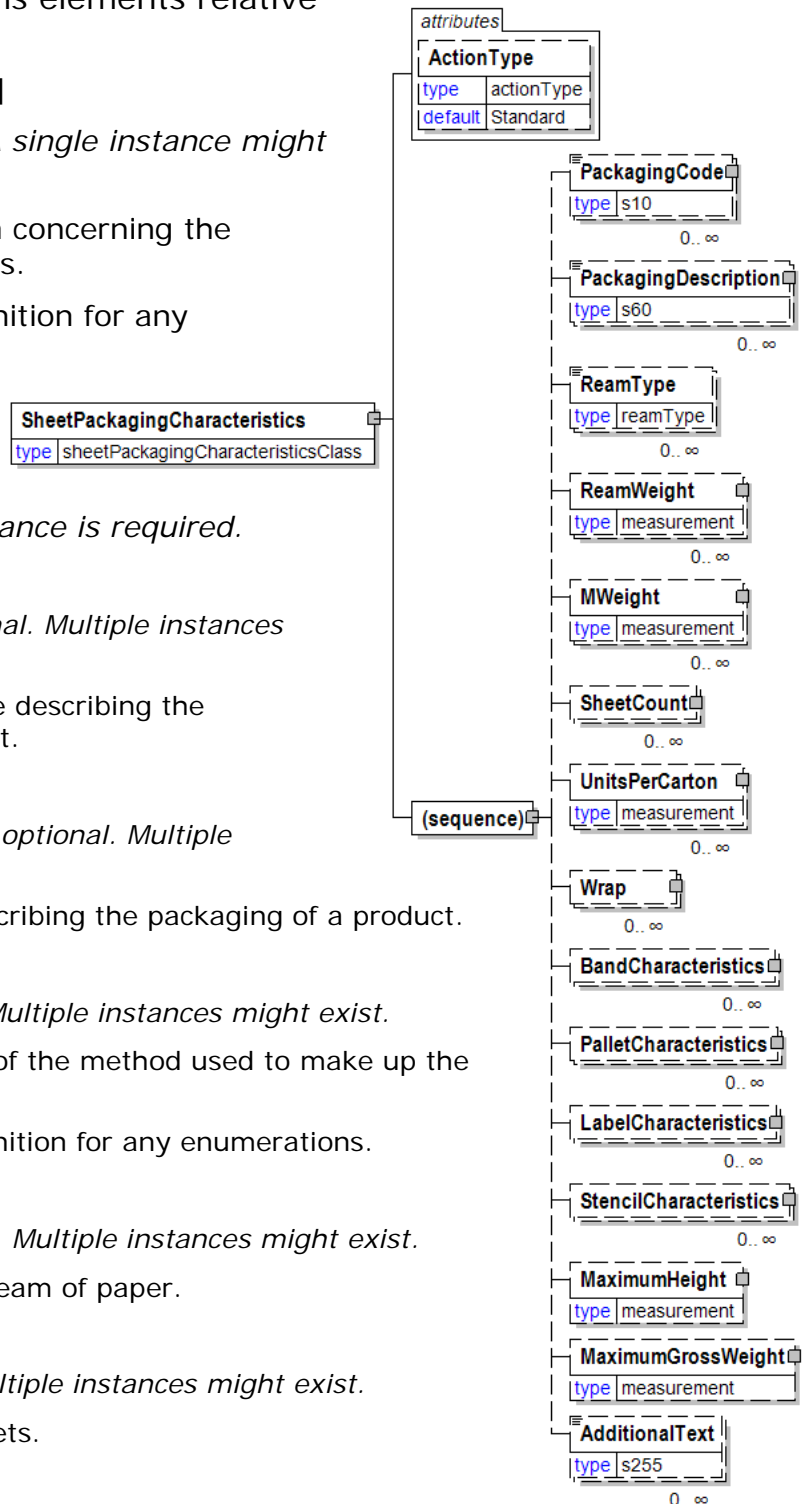 ns elements relative
l
. single instance might
n concerning the
s.
nition for any
ance is required.
nal. Multiple instances
e describing the
t.
optional. Multiple
cribing the packaging of a product.
Multiple instances might exist.
of the method used to make up the
nition for any enumerations.
. Multiple instances might exist.
eam of paper.
ltiple instances might exist.
ets.
SheetPackagingCharacteristics
type sheetPackagingCharacteristicsClass
attributes
ActionType
type actionType
default Standard
(sequence)
PackagingCode
type s10
0.. ∞
PackagingDescription
type s60
0.. ∞
ReamType
type reamType
0.. ∞
ReamWeight
type measurement
0.. ∞
MWeight
type measurement
0.. ∞
SheetCount
0.. ∞
UnitsPerCarton
type measurement
0.. ∞
Wrap
0.. ∞
BandCharacteristics
0.. ∞
PalletCharacteristics
0.. ∞
LabelCharacteristics
0.. ∞
StencilCharacteristics
0.. ∞
MaximumHeight
type measurement
MaximumGrossWeight
type measurement
AdditionalText
type s255
0.. ∞